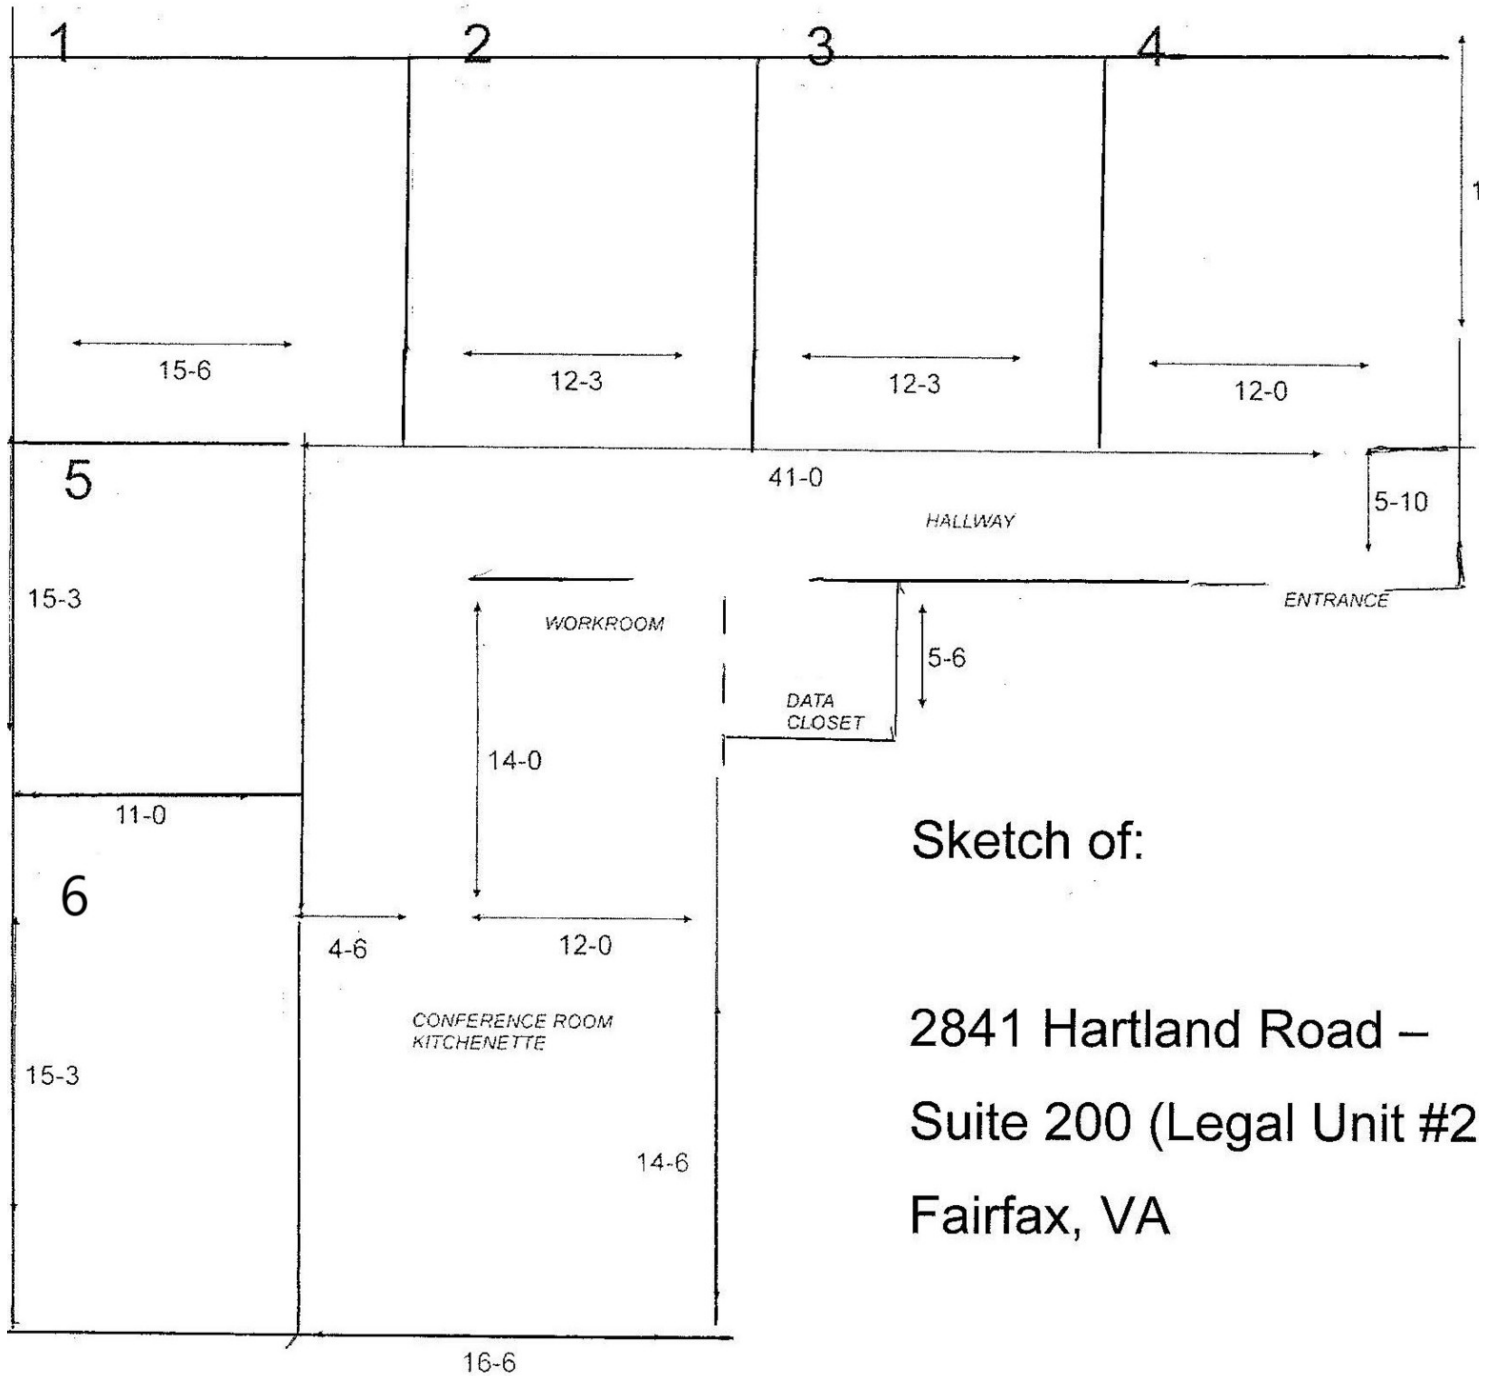 1
2
3
4
1
15-6
12-3
12-3
12-0
5
41-0
HALLWAY
5-10
15-3
WORKROOM
ENTRANCE
5-6
DATA
CLOSET
14-0
11-0
Sketch of:
6
4-6
12-0
CONFERENCE ROOM
KITCHENETTE
2841 Hartland Road –
15-3
Suite 200 (Legal Unit #2
14-6
Fairfax, VA
16-6